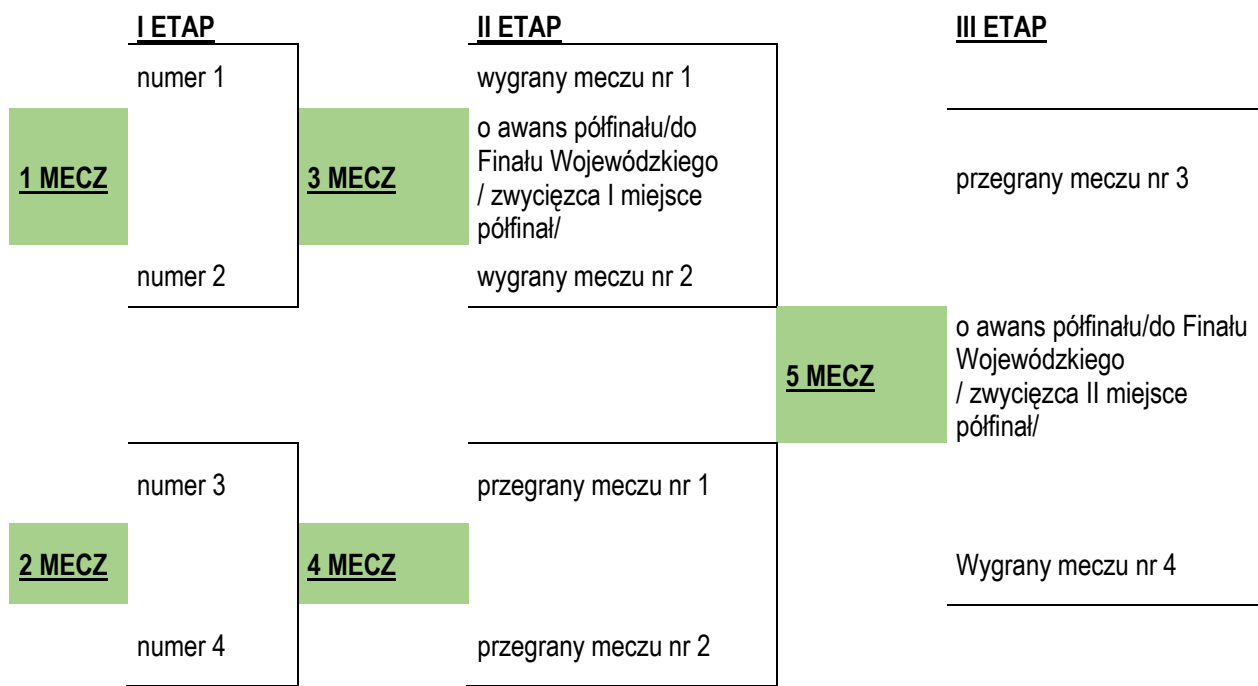 I ETAP
II ETAP
III ETAP
numer 1
wygrany meczu nr 1
1 MECZ
3 MECZ
o awans półfinału/do
Finału Wojewódzkiego
/ zwycięzca I miejsce
półfinał/
przegrany meczu nr 3
numer 2
wygrany meczu nr 2
5 MECZ
o awans półfinału/do Finału
Wojewódzkiego
/ zwycięzca II miejsce
półfinał/
numer 3
przegrany meczu nr 1
2 MECZ
4 MECZ
Wygrany meczu nr 4
numer 4
przegrany meczu nr 2